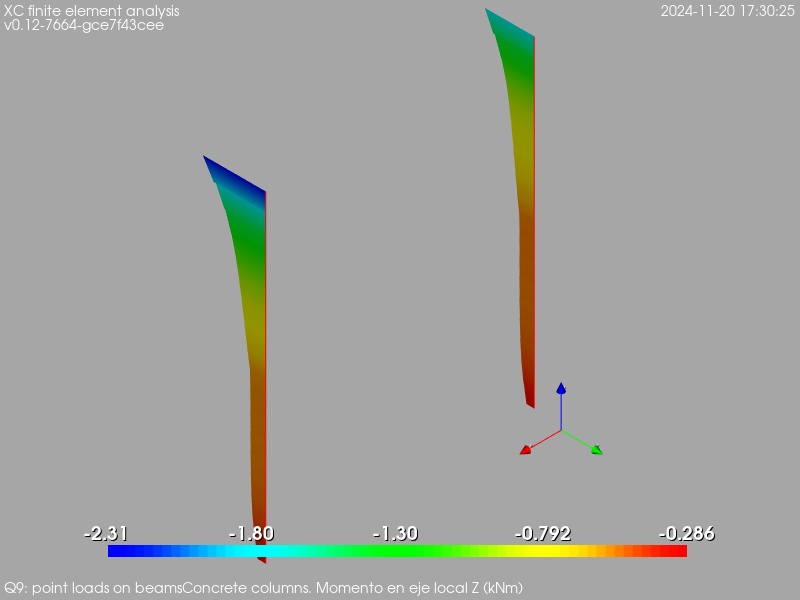 XC finite element analysis
v0.12-7664-gce7f43cee
2024-11-20 17:30:25
-2.31 -1.80 -1.30 -0.792 -0.286
Q9: point loads on beamsConcrete columns. Momento en eje local Z (kNm)